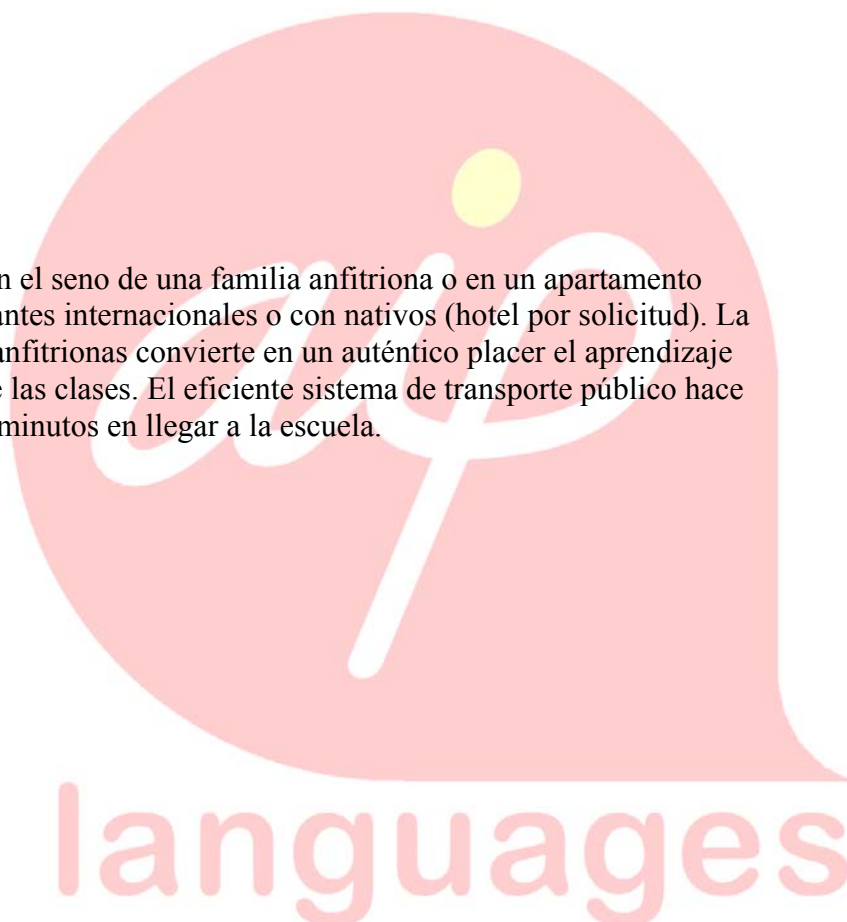 n el seno de una familia anfitriona o en un apartamento
antes internacionales o con nativos (hotel por solicitud). La
anfitrionas convierte en un auténtico placer el aprendizaje
e las clases. El eficiente sistema de transporte público hace
minutos en llegar a la escuela.
aip
languages